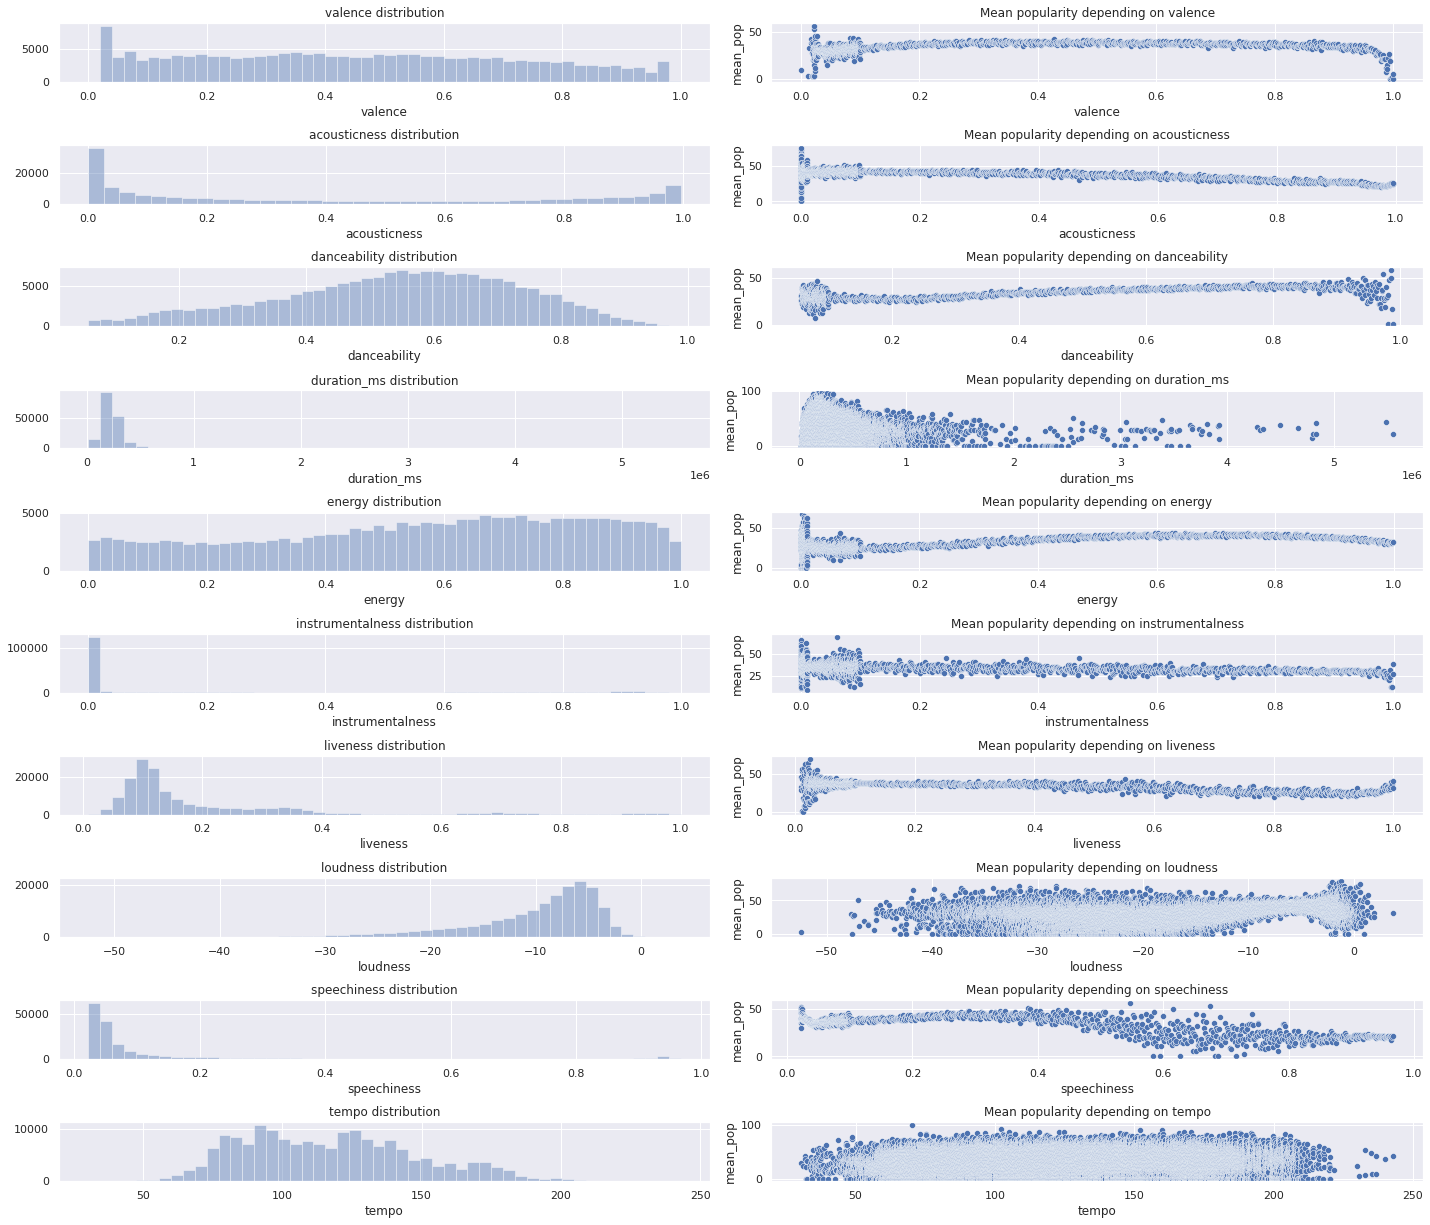 valence distribution
5000
0
0.0 0.2 0.4 0.6 0.8 1.0
valence
Mean popularity depending on valence
mean_pop
50
0
0.0 0.2 0.4 0.6 0.8 1.0
valence
acousticness distribution
20000
0
0.0 0.2 0.4 0.6 0.8 1.0
acousticness
Mean popularity depending on acousticness
mean_pop
50
0
0.0 0.2 0.4 0.6 0.8 1.0
acousticness
danceability distribution
5000
0
0.2 0.4 0.6 0.8 1.0
danceability
Mean popularity depending on danceability
mean_pop
50
0
0.2 0.4 0.6 0.8 1.0
danceability
duration_ms distribution
50000
0
0 1 2 3 4 5
1e6
duration_ms
Mean popularity depending on duration_ms
mean_pop
100
50
0
0 1 2 3 4 5
1e6
duration_ms
energy distribution
5000
0
0.0 0.2 0.4 0.6 0.8 1.0
energy
Mean popularity depending on energy
mean_pop
50
0
0.0 0.2 0.4 0.6 0.8 1.0
energy
instrumentalness distribution
100000
0
0.0 0.2 0.4 0.6 0.8 1.0
instrumentalness
Mean popularity depending on instrumentalness
mean_pop
50
25
0.0 0.2 0.4 0.6 0.8 1.0
instrumentalness
liveness distribution
20000
0
0.0 0.2 0.4 0.6 0.8 1.0
liveness
Mean popularity depending on liveness
mean_pop
50
0
0.0 0.2 0.4 0.6 0.8 1.0
liveness
loudness distribution
20000
0
−50 −40 −30 −20 −10 0
loudness
Mean popularity depending on loudness
mean_pop
50
0
−50 −40 −30 −20 −10 0
loudness
speechiness distribution
50000
0
0.0 0.2 0.4 0.6 0.8 1.0
speechiness
Mean popularity depending on speechiness
mean_pop
50
0
0.0 0.2 0.4 0.6 0.8 1.0
speechiness
tempo distribution
10000
0
50 100 150 200 250
tempo
Mean popularity depending on tempo
mean_pop
100
50
0
50 100 150 200 250
tempo